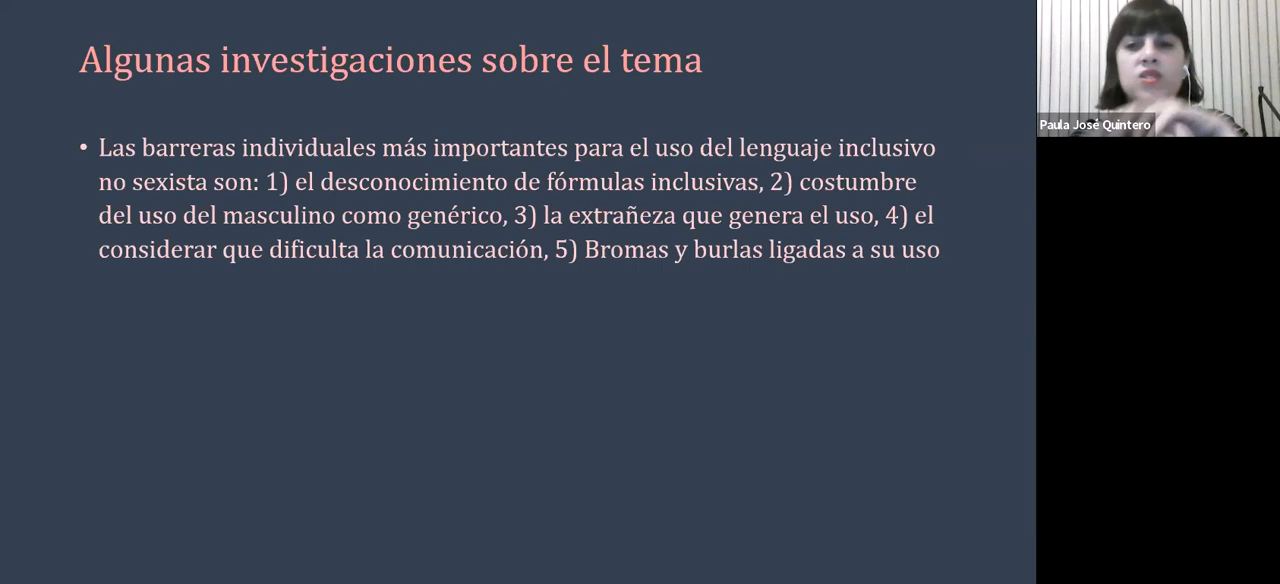 Algunas investigaciones sobre el tema
• Las barreras individuales más importantes para el uso del lenguaje inclusivo
no sexista son: 1) el desconocimiento de fórmulas inclusivas, 2) costumbre
del uso del masculino como genérico, 3) la extrañeza que genera el uso, 4) el
considerar que dificulta la comunicación, 5) Bromas y burlas ligadas a su uso
Paula José Quintero